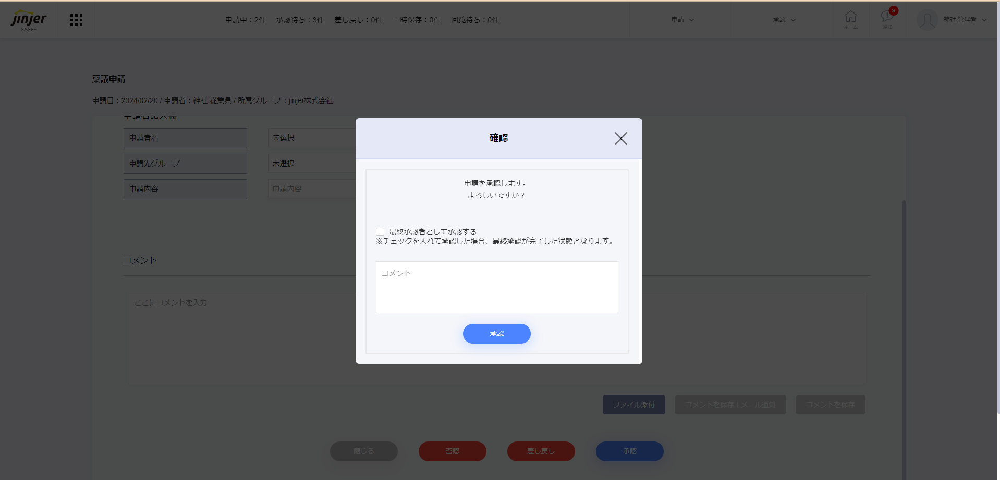 jinjer
ジンジャー
申請中：2件 承認待ち：3件 差し戻し：0件 一時保存：0件 回覧待ち：0件
申請
承認
ホーム
9
通知
神社 管理者
稟議申請
申請日：2024/02/20 / 申請者：神社 従業員 / 所属グループ：jinjer株式会社
申請者記入欄
申請者名 未選択
申請先グループ 未選択
申請内容 申請内容
確認
申請を承認します。
よろしいですか？
最終承認者として承認する
※チェックを入れて承認した場合、最終承認が完了した状態となります。
コメント
承認
コメント
ここにコメントを入力
ファイル添付 コメントを保存＋メール通知 コメントを保存
閉じる 否認 差し戻し 承認